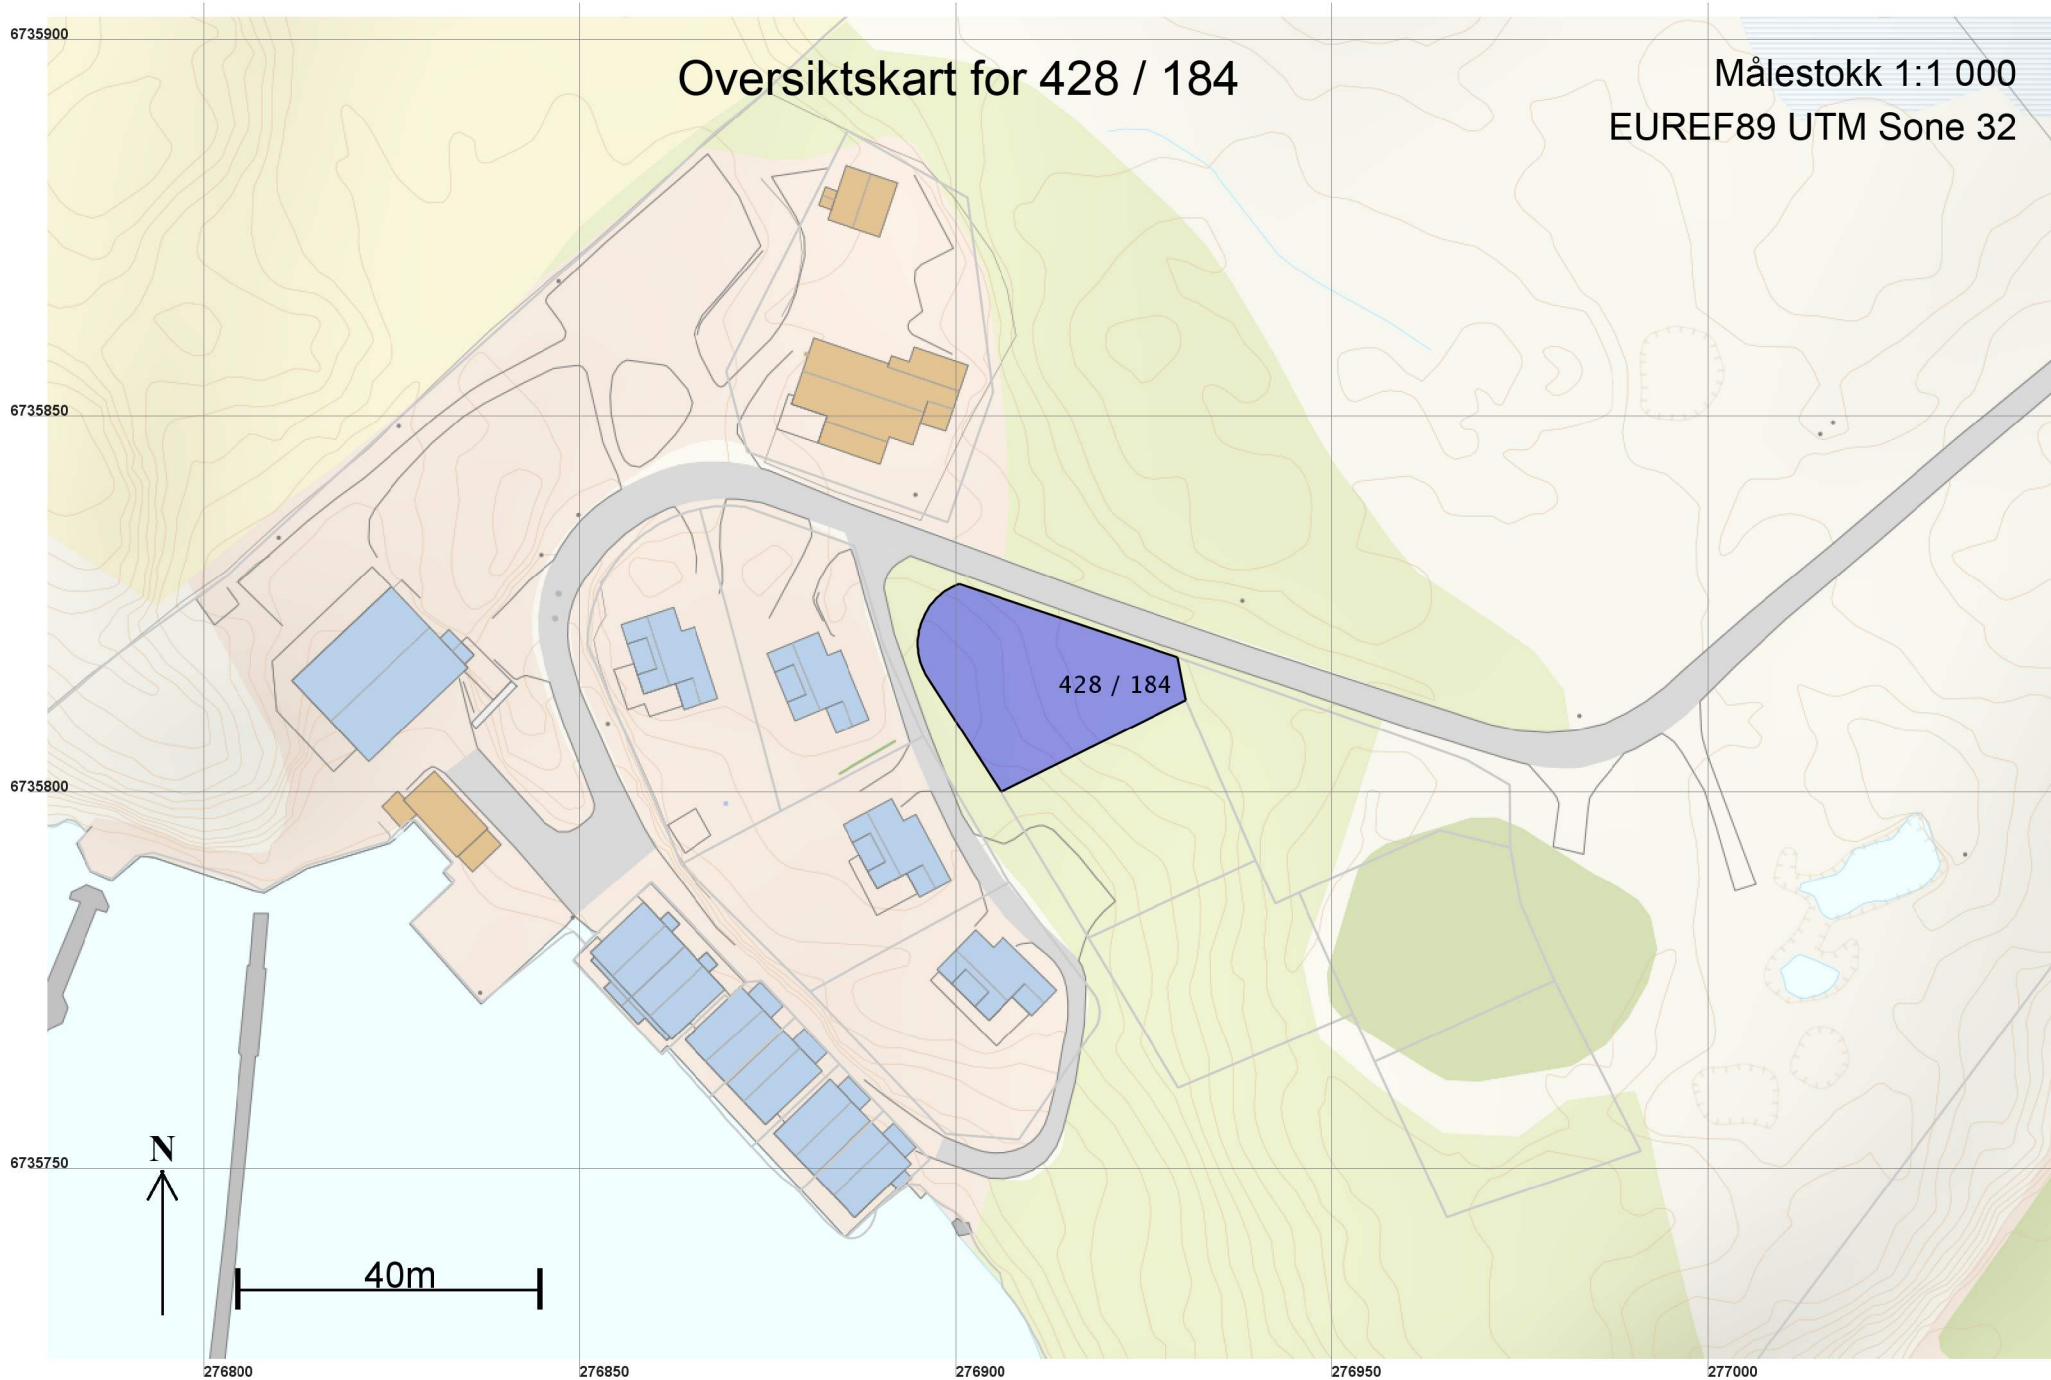 6735900
Oversiktskart for 428 / 184
Målestokk 1:1 000
EUREF89 UTM Sone 32
6735850
428 / 184
6735800
6735750
N
40m
276800
276850
276900
276950
277000